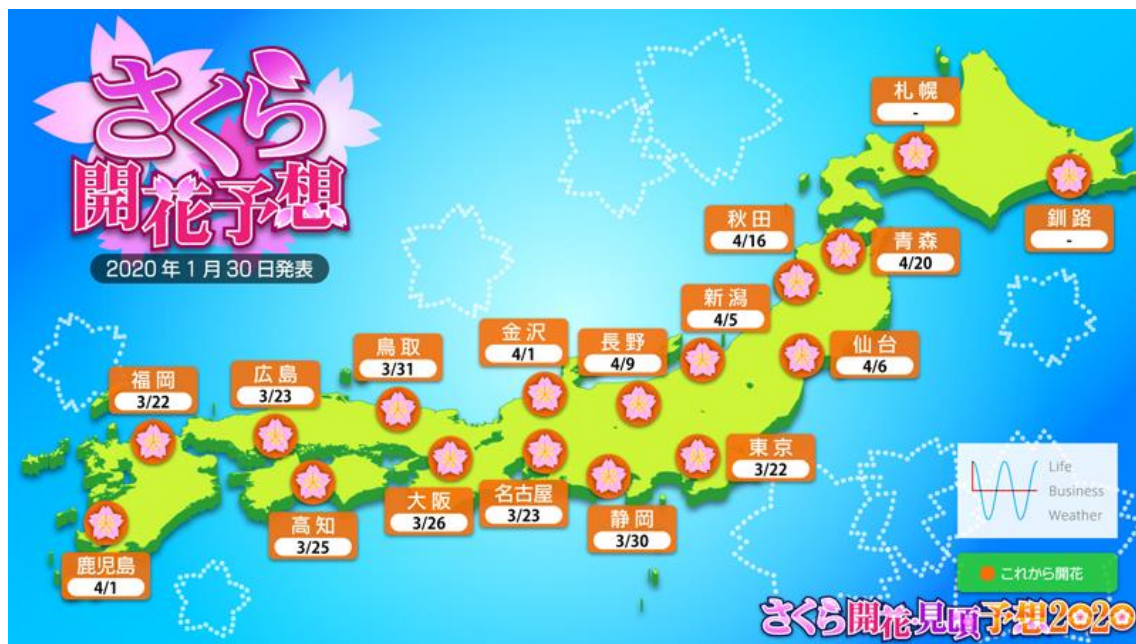 さくら
開花予想
2020年1月30日発表
札幌
-
釧路
-
秋田
4/16
青森
4/20
新潟
4/5
仙台
4/6
金沢
4/1
長野
4/9
鳥取
3/31
広島
3/23
福岡
3/22
東京
3/22
大阪
3/26
名古屋
3/23
静岡
3/30
高知
3/25
鹿児島
4/1
Life
Business
Weather
これから開花
さくら開花・見頃予想2020